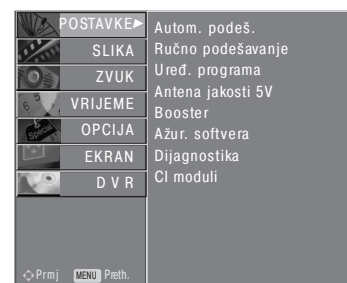 POSTAVKE
SLIKA
ZVUK
VRIJEME
OPCIJA
EKRAN
D V R
Autom. podeš.
Ručno podešavanje
Uređ. programa
Antena jakosti 5V
Booster
Ažur. softvera
Dijagnostika
CI moduli
Prmj MENU Preth.